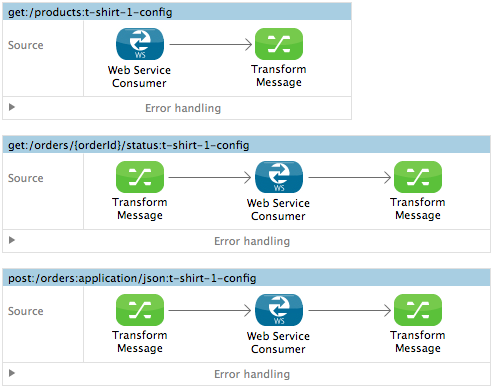 get:/products:t-shirt-1-config
Source
WS
Web Service
Consumer
Transform
Message
Error handling
get:/orders/{orderId}/status:t-shirt-1-config
Source
WS
Transform
Message
Web Service
Consumer
Transform
Message
Error handling
post:/orders:application/json:t-shirt-1-config
Source
WS
Transform
Message
Web Service
Consumer
Transform
Message
Error handling